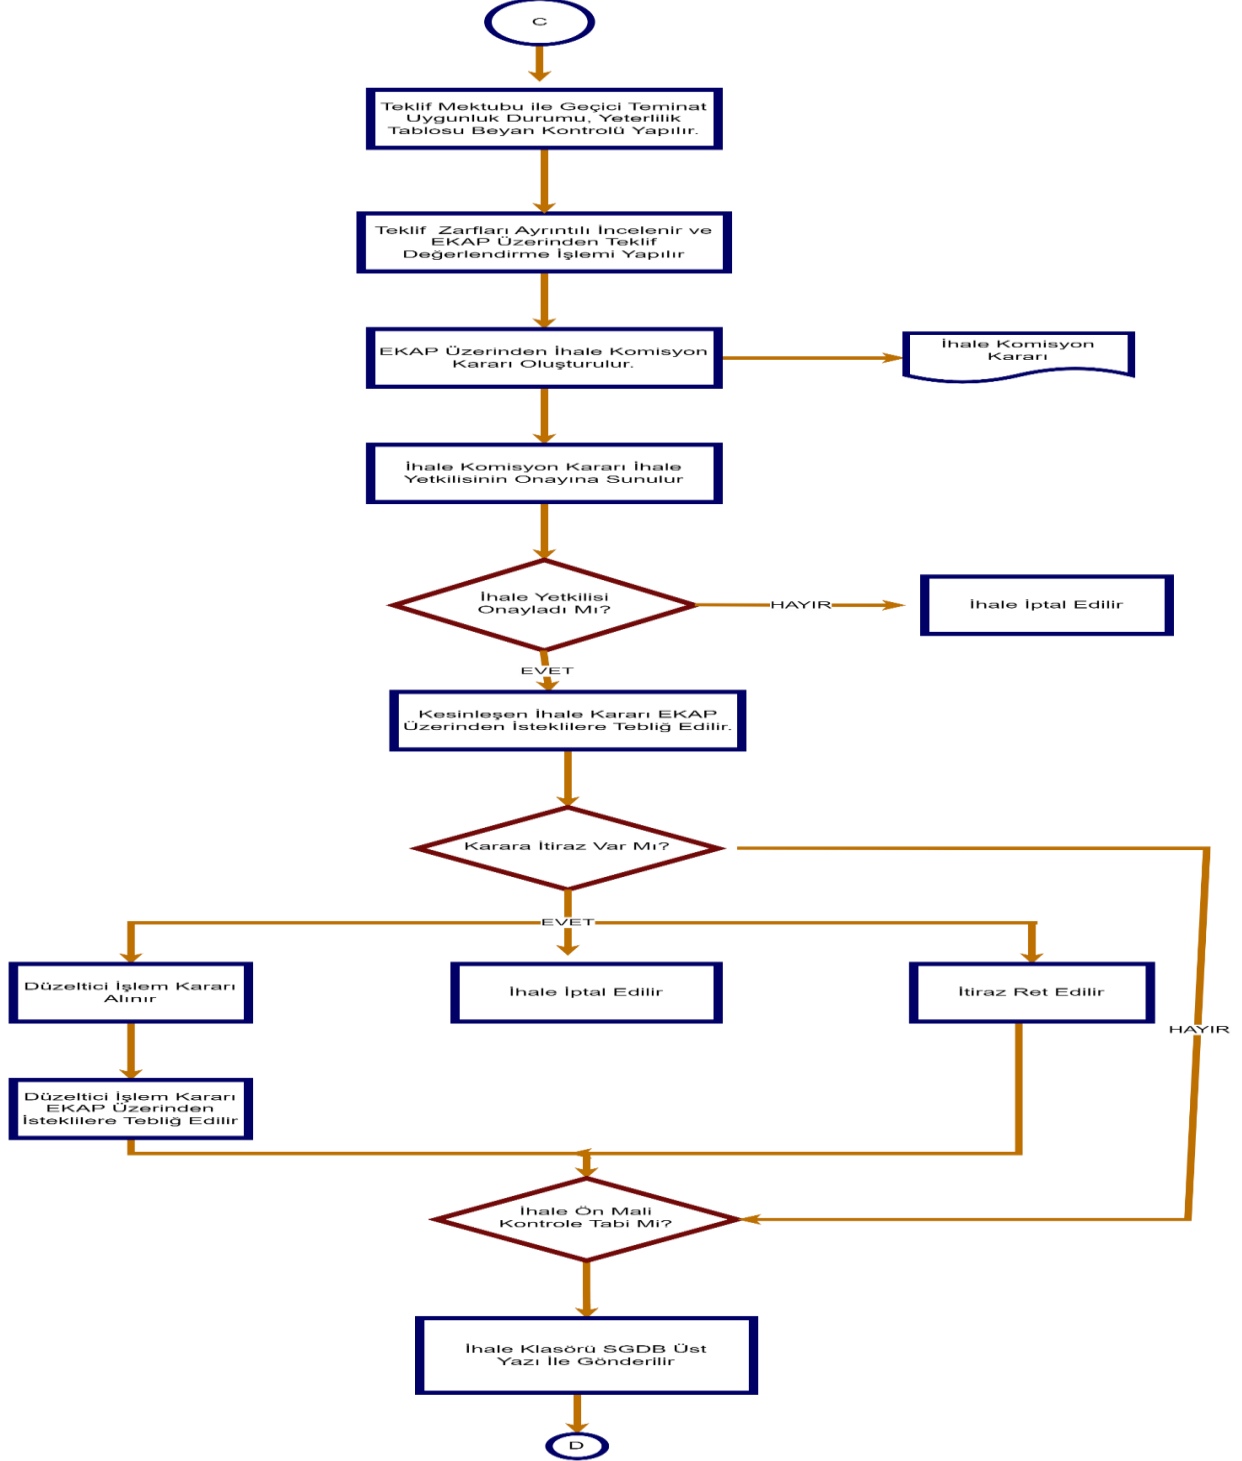 C
Teklif Mektubu ile Geçici Teminat
Uygunluk Durumu, Yeterlilik
Tablosu Beyan Kontrolü Yapılır.
Teklif Zarfları Ayrıntılı İncelenir ve
EKAP Üzerinden Teklif
Değerlendirme İşlemi Yapılır
EKAP Üzerinden İhale Komisyon
Kararı Oluşturulur.
İhale Komisyon
Kararı
İhale Komisyon Kararı İhale
Yetkilisinin Onayına Sunulur
İhale Yetkilisi
Onayladı Mı?
HAYIR
İhale İptal Edilir
EVET
Kesinleşen İhale Kararı EKAP
Üzerinden İsteklilere Tebliğ Edilir.
Karara İtiraz Var Mı?
EVET
Düzeltici İşlem Kararı
Alınır
İhale İptal Edilir
İtiraz Ret Edilir
HAYIR
Düzeltici İşlem Kararı
EKAP Üzerinden
İsteklilere Tebliğ Edilir
İhale Ön Mali
Kontrole Tabi Mi?
İhale Klasörü SGDB Üst
Yazı İle Gönderilir
D